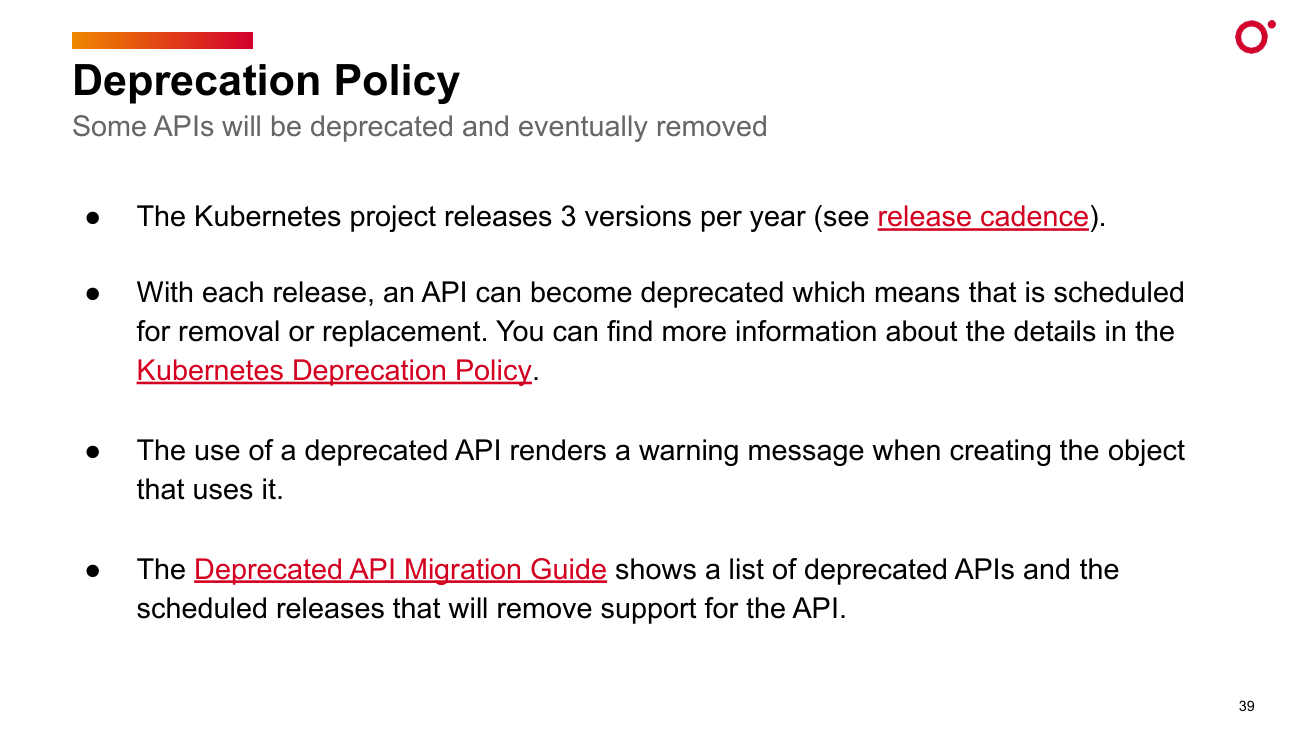 Deprecation Policy
Some APIs will be deprecated and eventually removed
● The Kubernetes project releases 3 versions per year (see release cadence).
● With each release, an API can become deprecated which means that is scheduled
for removal or replacement. You can find more information about the details in the
Kubernetes Deprecation Policy.
● The use of a deprecated API renders a warning message when creating the object
that uses it.
● The Deprecated API Migration Guide shows a list of deprecated APIs and the
scheduled releases that will remove support for the API.
39